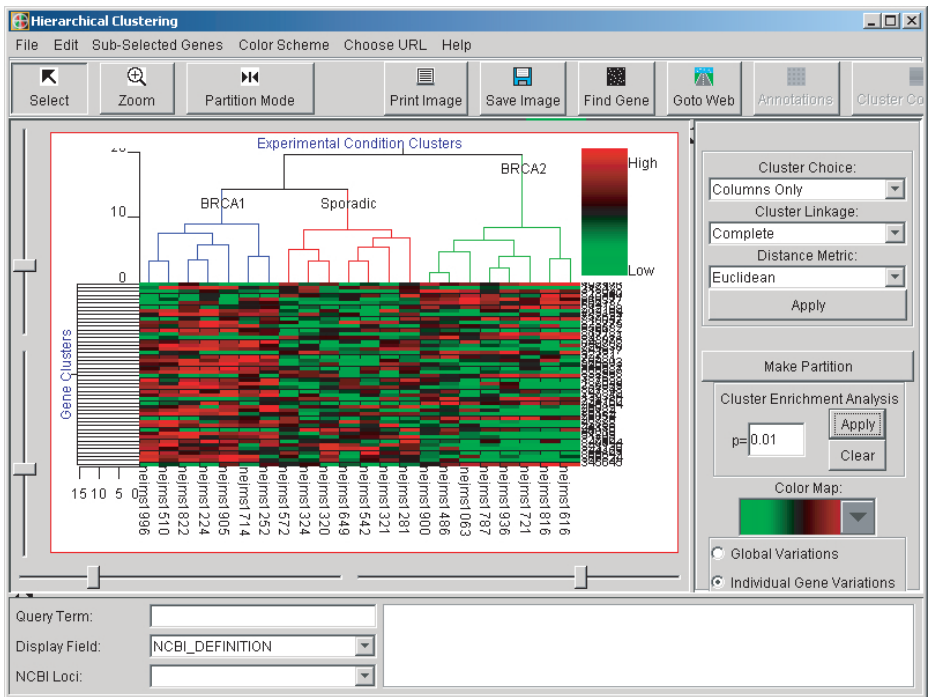 Hierarchical Clustering
File Edit Sub-Selected Genes Color Scheme Choose URL Help
Select Zoom Partition Mode Print Image Save Image Find Gene Goto Web Annotations Cluster Co
Experimental Condition Clusters
20
10
0
BRCA1
Sporadic
BRCA2
High
Low
Gene Clusters
15 10 5 0
nejms1996
nejms1510
nejms1822
nejms1224
nejms1905
nejms1714
nejms1252
nejms1572
nejms1324
nejms1320
nejms1649
nejms1542
nejms1321
nejms1281
nejms1900
nejms1486
nejms1063
nejms1787
nejms1936
nejms1721
nejms1816
nejms1616
Cluster Choice:
Columns Only
Cluster Linkage:
Complete
Distance Metric:
Euclidean
Apply
Make Partition
Cluster Enrichment Analysis
p= 0.01
Apply
Clear
Color Map:
Global Variations
Individual Gene Variations
Query Term:
Display Field: NCBI_DEFINITION
NCBI Loci: